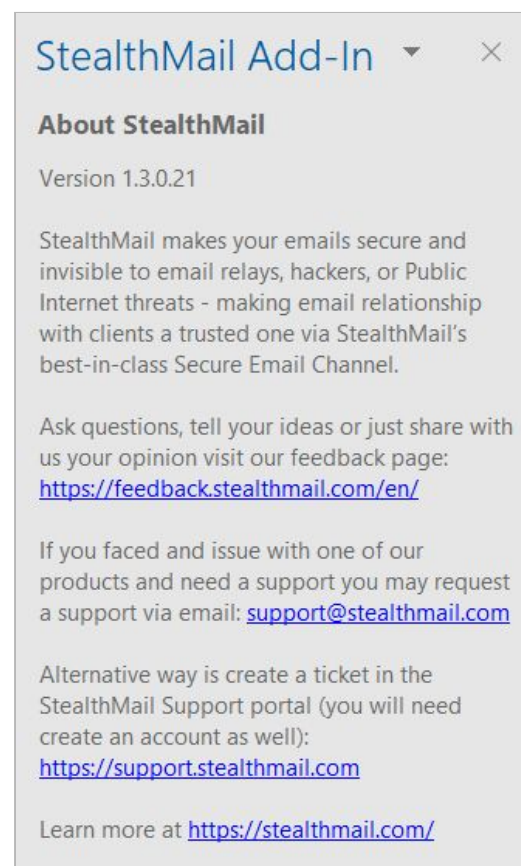 StealthMail Add-In
About StealthMail
Version 1.3.0.21
StealthMail makes your emails secure and
invisible to email relays, hackers, or Public
Internet threats - making email relationship
with clients a trusted one via StealthMail's
best-in-class Secure Email Channel.
Ask questions, tell your ideas or just share with
us your opinion visit our feedback page:
https://feedback.stealthmail.com/en/
If you faced and issue with one of our
products and need a support you may request
a support via email: support@stealthmail.com
Alternative way is create a ticket in the
StealthMail Support portal (you will need
create an account as well):
https://support.stealthmail.com
Learn more at https://stealthmail.com/